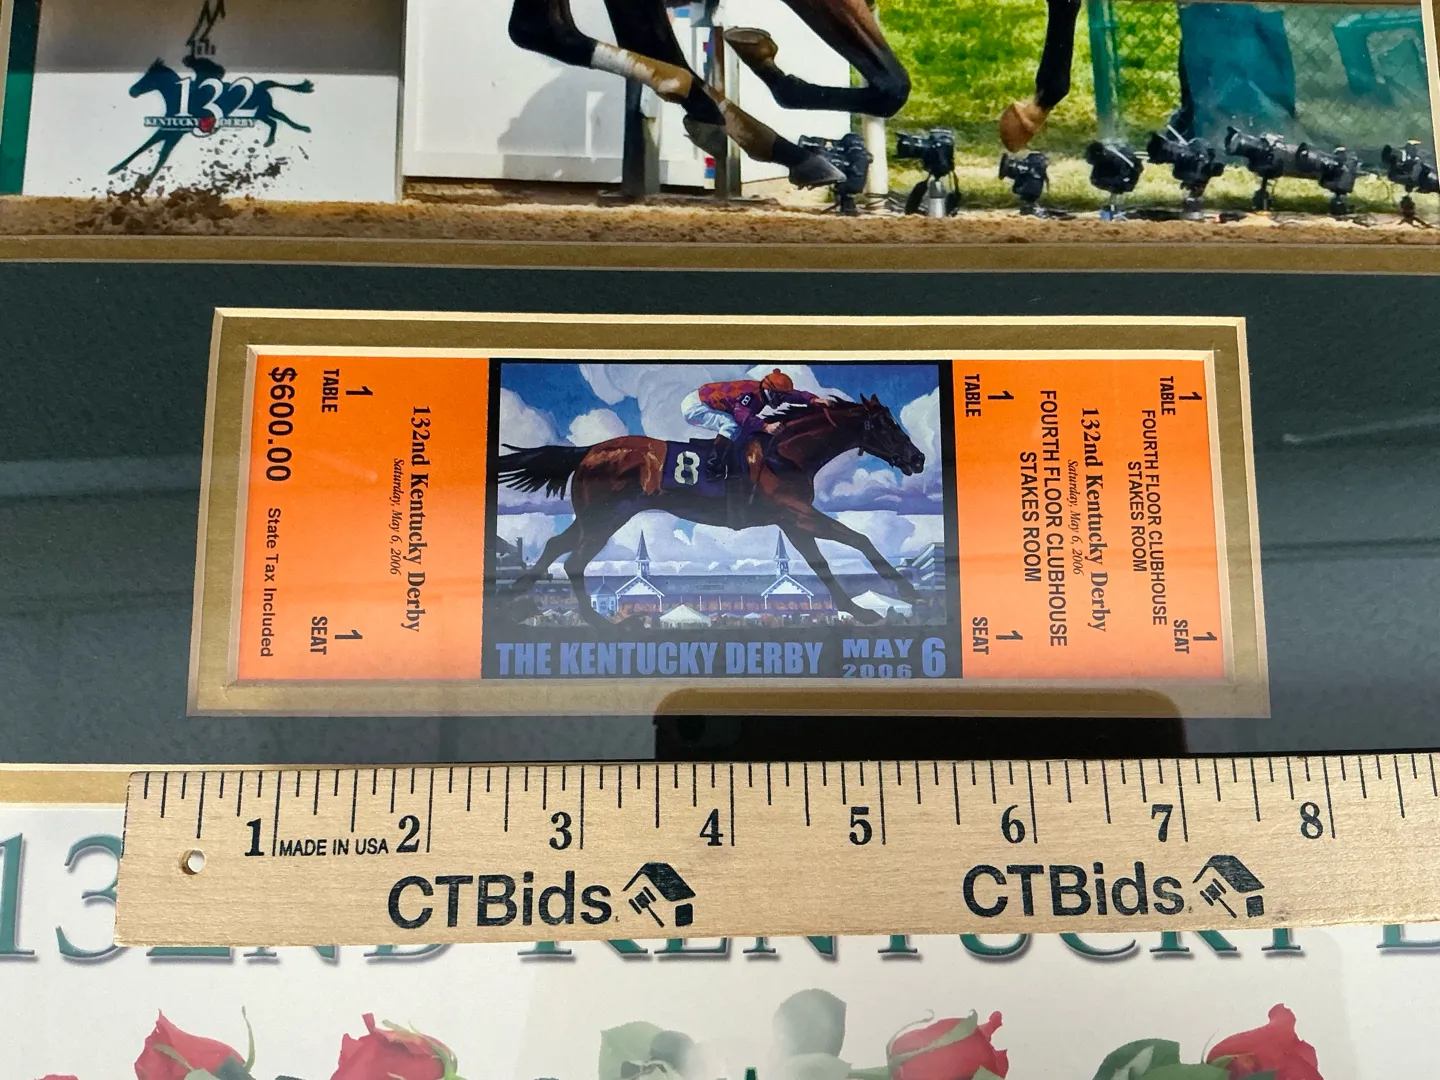 132
KENTUCKY DERBY
$600.00 State Tax Included
TABLE 1
SEAT 1
132nd Kentucky Derby
Saturday, May 6, 2006
8
8
THE KENTUCKY DERBY MAY 6
2006
TABLE 1
SEAT 1
132nd Kentucky Derby
Saturday, May 6, 2006
FOURTH FLOOR CLUBHOUSE
STAKES ROOM
TABLE 1
SEAT 1
FOURTH FLOOR CLUBHOUSE
STAKES ROOM
1 MADE IN USA 2 3 4 5 6 7 8
CTBids. CTBids.
132ND KENTUCKY D